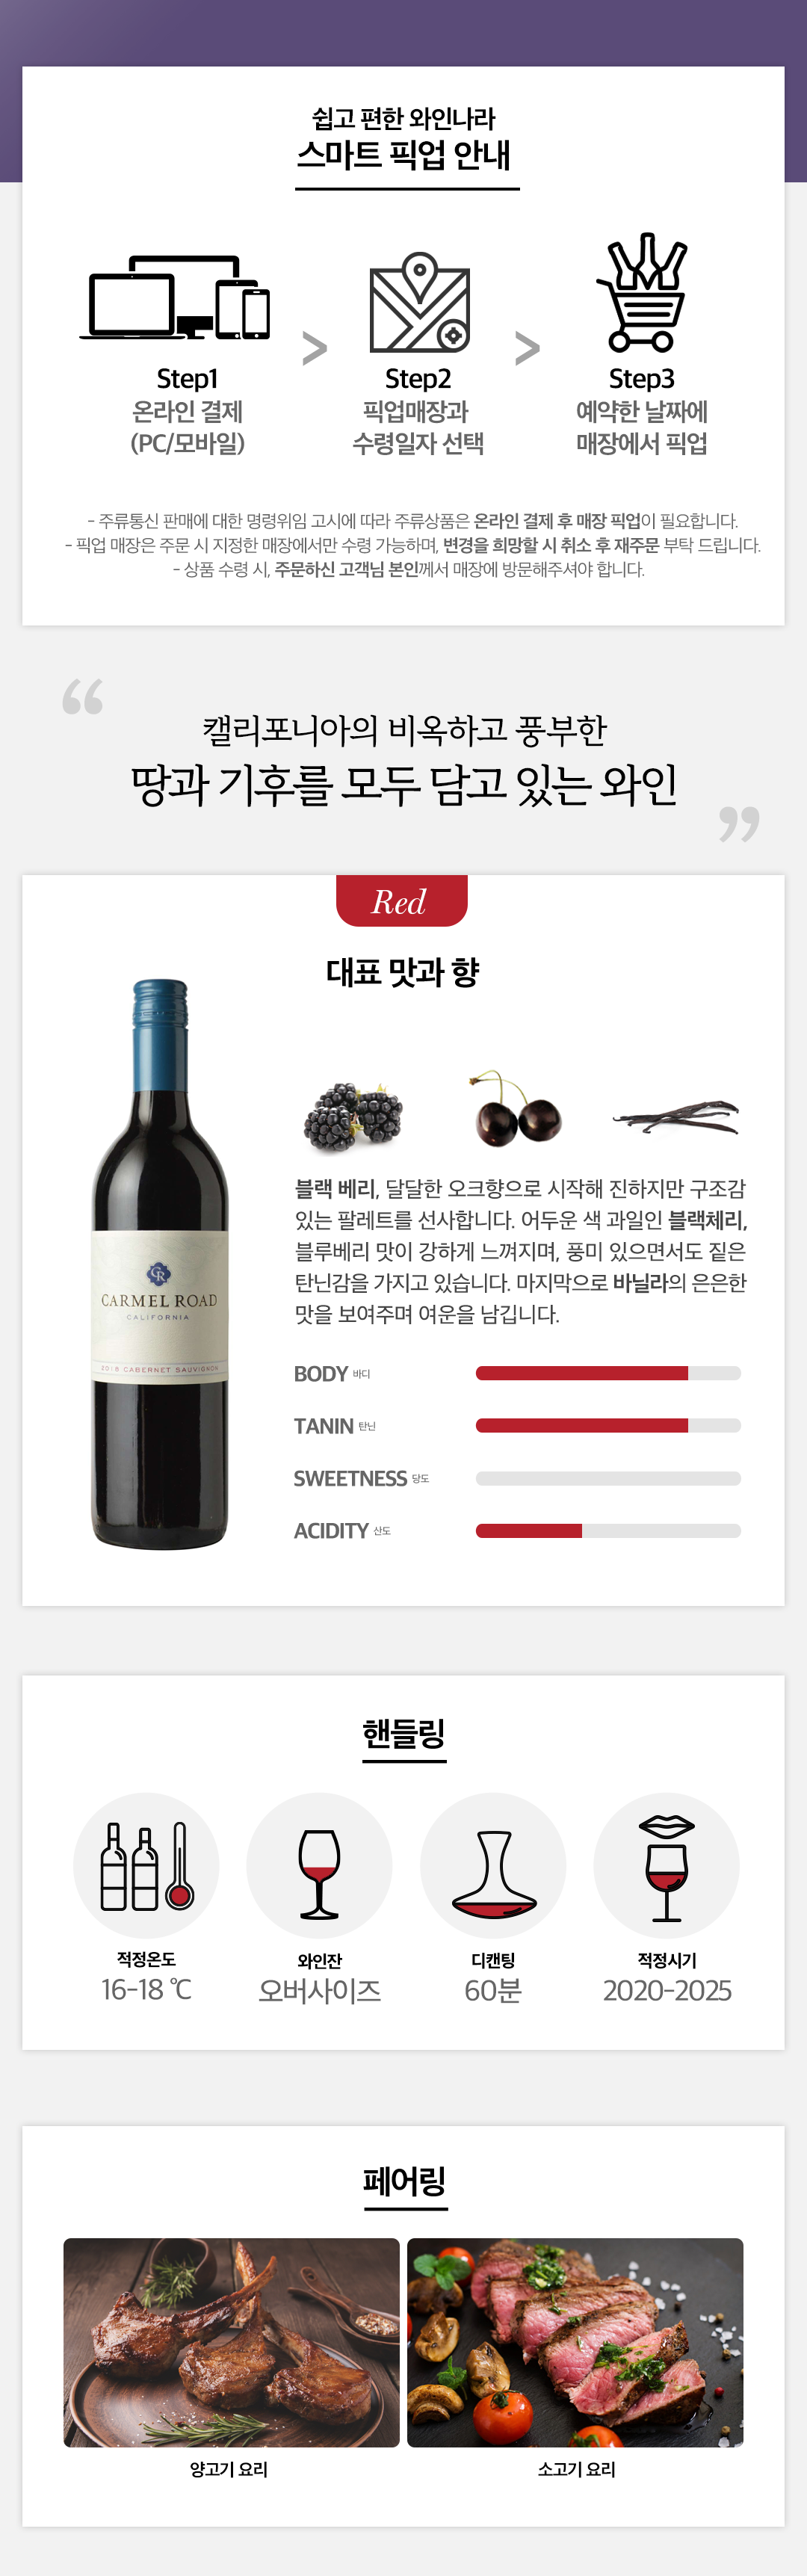 쉽고 편한 와인나라
스마트 픽업 안내
Step1
온라인 결제
(PC/모바일)
>
Step2
픽업매장과
수령일자 선택
>
Step3
예약한 날짜에
매장에서 픽업
- 주류통신 판매에 대한 명령위임 고시에 따라 주류상품은 온라인 결제 후 매장 픽업이 필요합니다.
- 픽업 매장은 주문 시 지정한 매장에서만 수령 가능하며, 변경을 희망할 시 취소 후 재주문 부탁 드립니다.
- 상품 수령 시, 주문하신 고객님 본인께서 매장에 방문해주셔야 합니다.
“
캘리포니아의 비옥하고 풍부한
땅과 기후를 모두 담고 있는 와인
”
Red
대표 맛과 향
CR
CARMEL ROAD
CALIFORNIA
2018 CABERNET SAUVIGNON
블랙 베리, 달달한 오크향으로 시작해 진하지만 구조감
있는 팔레트를 선사합니다. 어두운 색 과일인 블랙체리,
블루베리 맛이 강하게 느껴지며, 풍미 있으면서도 짙은
탄닌감을 가지고 있습니다. 마지막으로 바닐라의 은은한
맛을 보여주며 여운을 남깁니다.
BODY 바디
TANIN 탄닌
SWEETNESS 당도
ACIDITY 산도
핸들링
적정온도
16-18 ℃
와인잔
오버사이즈
디캔팅
60분
적정시기
2020-2025
페어링
양고기 요리
소고기 요리